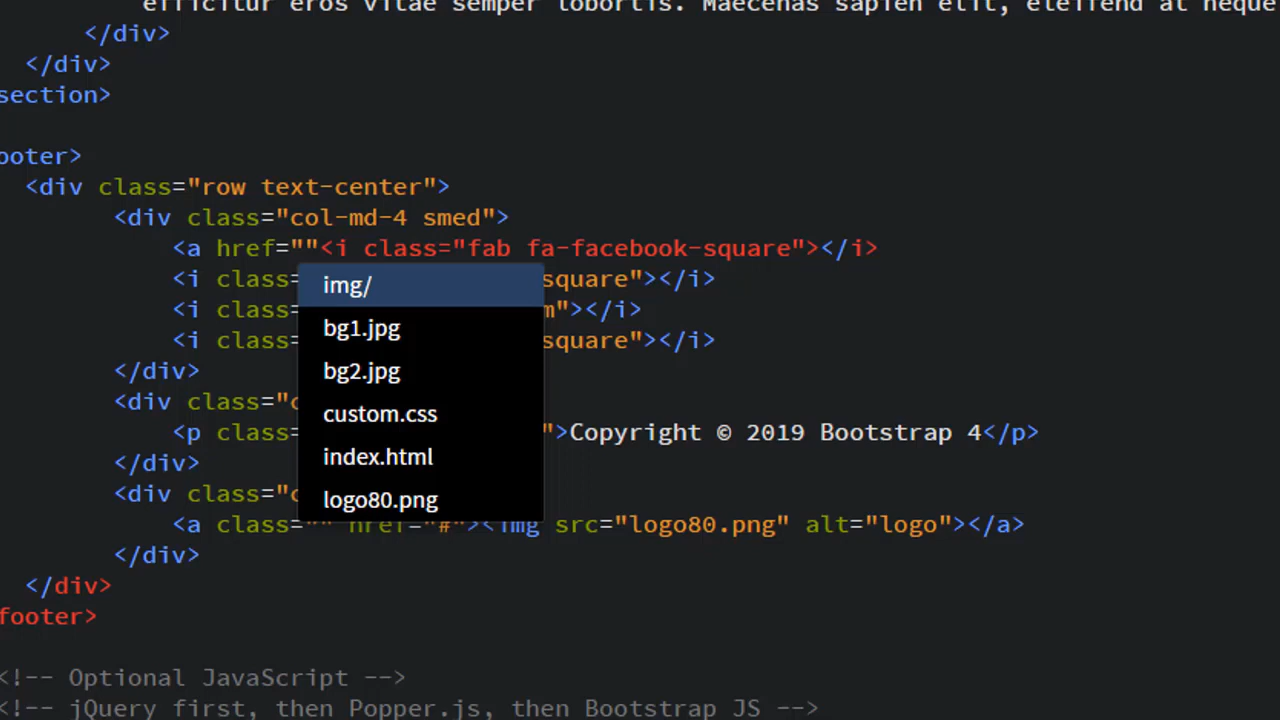 efficitur eros vitae semper lobortis. Maecenas sapien elit, eleifend at neque
</div>
</div>
section>
ooter>
<div class="row text-center">
<div class="col-md-4 smed">
<a href=""<i class="fab fa-facebook-square"></i>
<i class= square"></i>
<i class= m"></i>
<i class= square"></i>
</div>
<div class="c
<p class= ">Copyright © 2019 Bootstrap 4</p>
</div>
<div class="c
<a class="" href="#"><img src="logo80.png" alt="logo"></a>
</div>
</div>
footer>
<!-- Optional JavaScript -->
<!-- jQuery first, then Popper.js, then Bootstrap JS -->
img/
bg1.jpg
bg2.jpg
custom.css
index.html
logo80.png